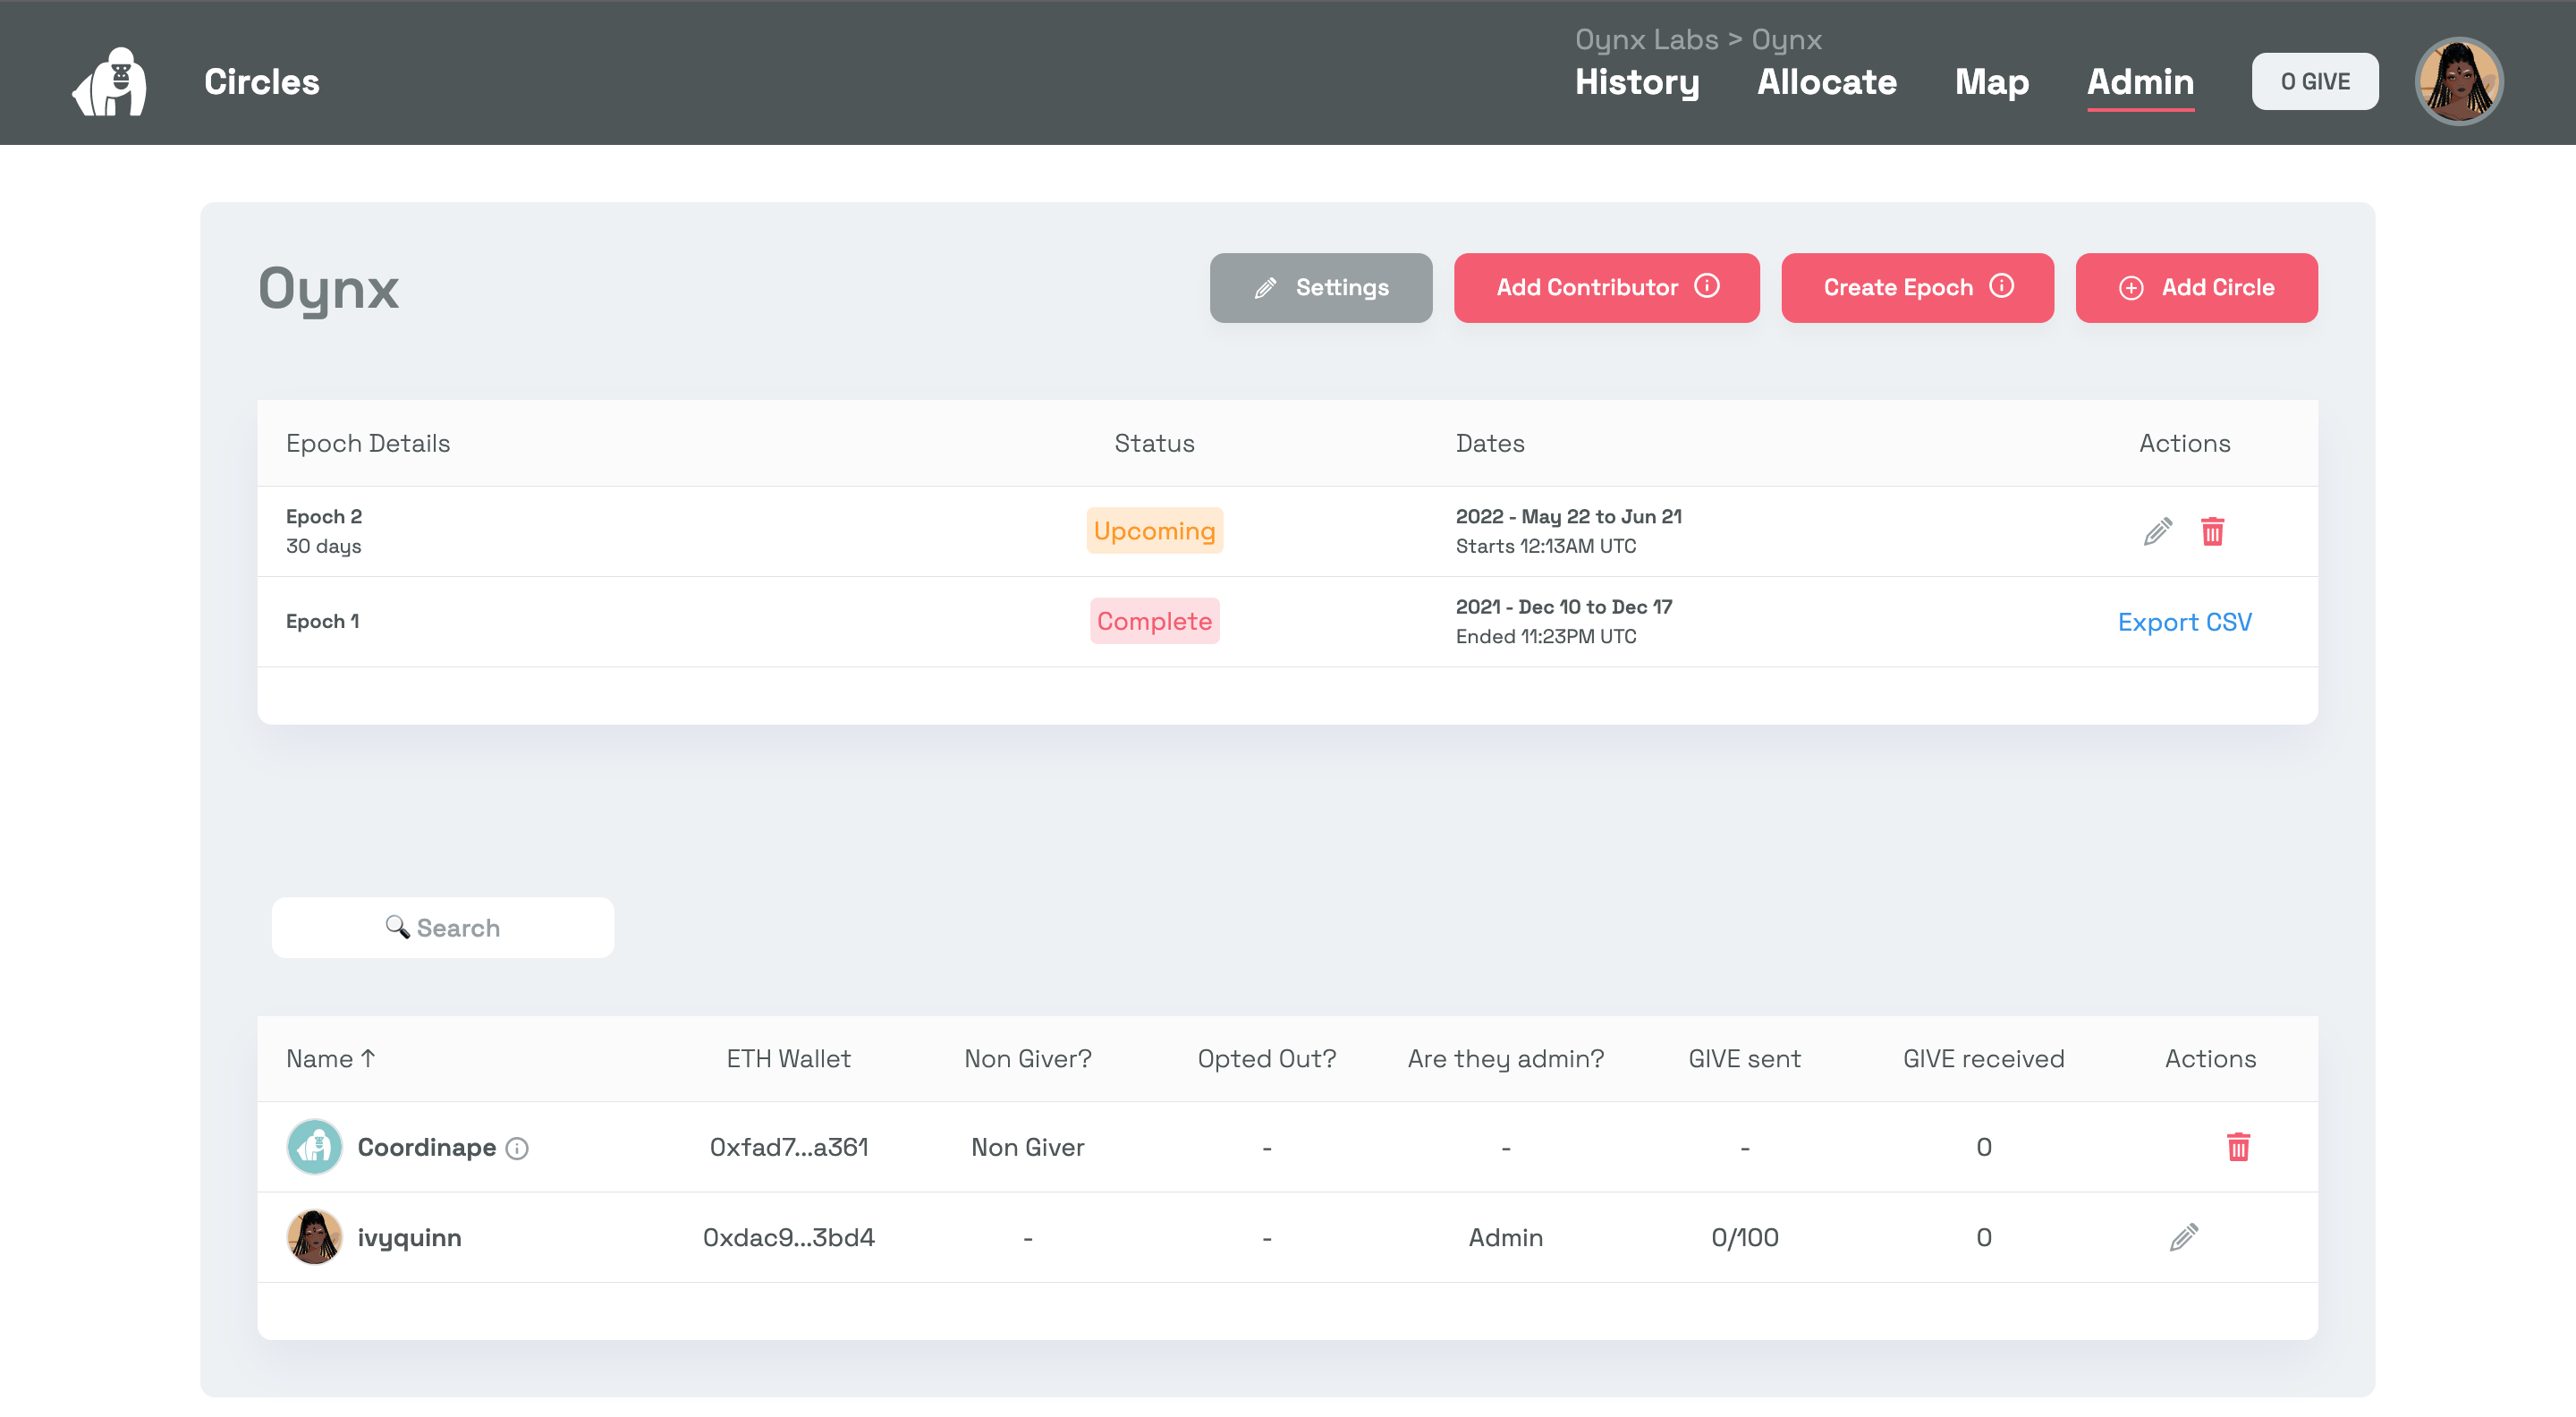 Oynx Labs > Oynx
Circles
History Allocate Map Admin 0 GIVE
Oynx
Settings Add Contributor Create Epoch Add Circle
Epoch Details Status Dates Actions
Epoch 2
30 days
Upcoming
2022 - May 22 to Jun 21
Starts 12:13AM UTC
Epoch 1
Complete
2021 - Dec 10 to Dec 17
Ended 11:23PM UTC
Export CSV
Search
Name ↑ ETH Wallet Non Giver? Opted Out? Are they admin? GIVE sent GIVE received Actions
Coordinape 0xfad7...a361 Non Giver - - - 0
ivyquinn 0xdac9...3bd4 - - Admin 0/100 0